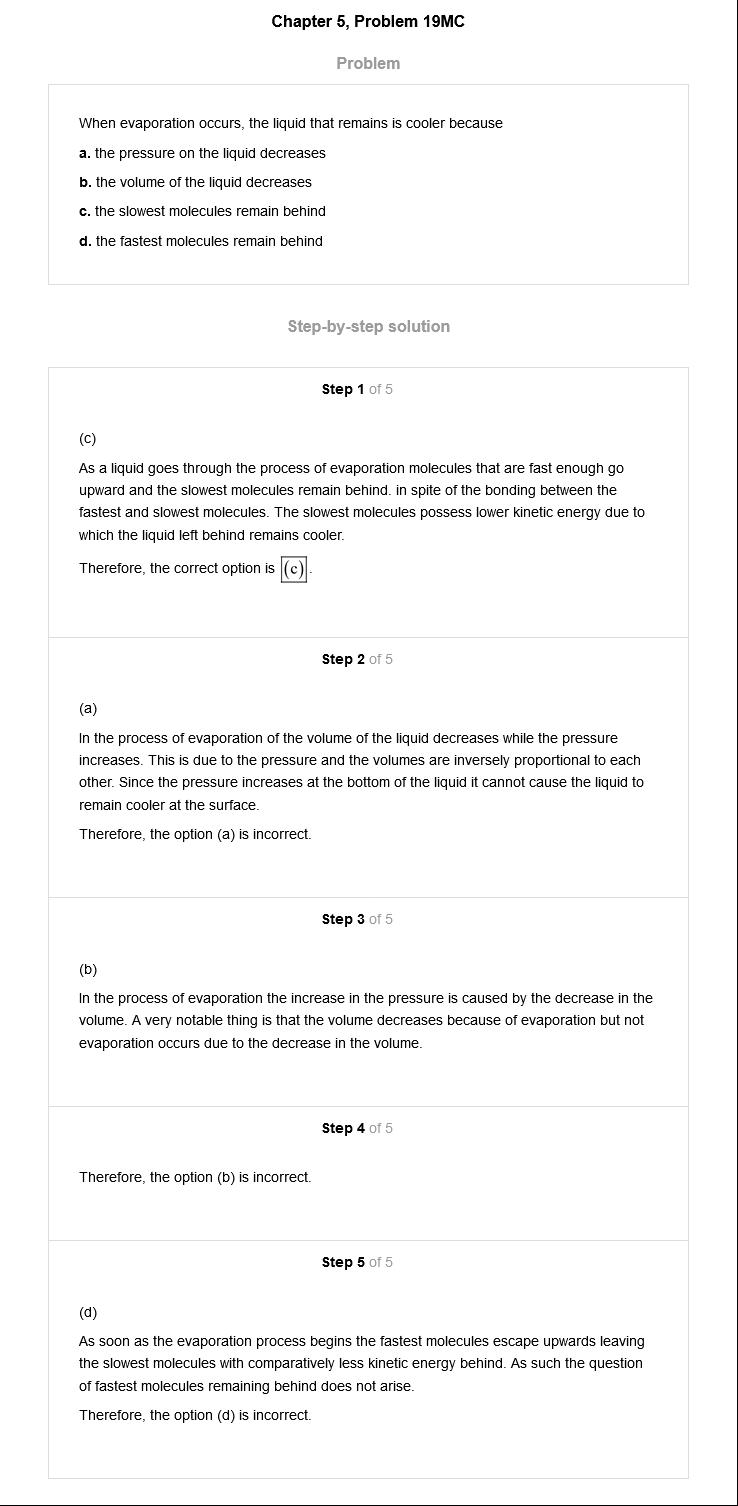 Chapter 5, Problem 19MC
Problem
When evaporation occurs, the liquid that remains is cooler because
a. the pressure on the liquid decreases
b. the volume of the liquid decreases
c. the slowest molecules remain behind
d. the fastest molecules remain behind
Step-by-step solution
Step 1 of 5
(c)
As a liquid goes through the process of evaporation molecules that are fast enough go
upward and the slowest molecules remain behind. in spite of the bonding between the
fastest and slowest molecules. The slowest molecules possess lower kinetic energy due to
which the liquid left behind remains cooler.
Therefore, the correct option is (c).
Step 2 of 5
(a)
In the process of evaporation of the volume of the liquid decreases while the pressure
increases. This is due to the pressure and the volumes are inversely proportional to each
other. Since the pressure increases at the bottom of the liquid it cannot cause the liquid to
remain cooler at the surface.
Therefore, the option (a) is incorrect.
Step 3 of 5
(b)
In the process of evaporation the increase in the pressure is caused by the decrease in the
volume. A very notable thing is that the volume decreases because of evaporation but not
evaporation occurs due to the decrease in the volume.
Step 4 of 5
Therefore, the option (b) is incorrect.
Step 5 of 5
(d)
As soon as the evaporation process begins the fastest molecules escape upwards leaving
the slowest molecules with comparatively less kinetic energy behind. As such the question
of fastest molecules remaining behind does not arise.
Therefore, the option (d) is incorrect.